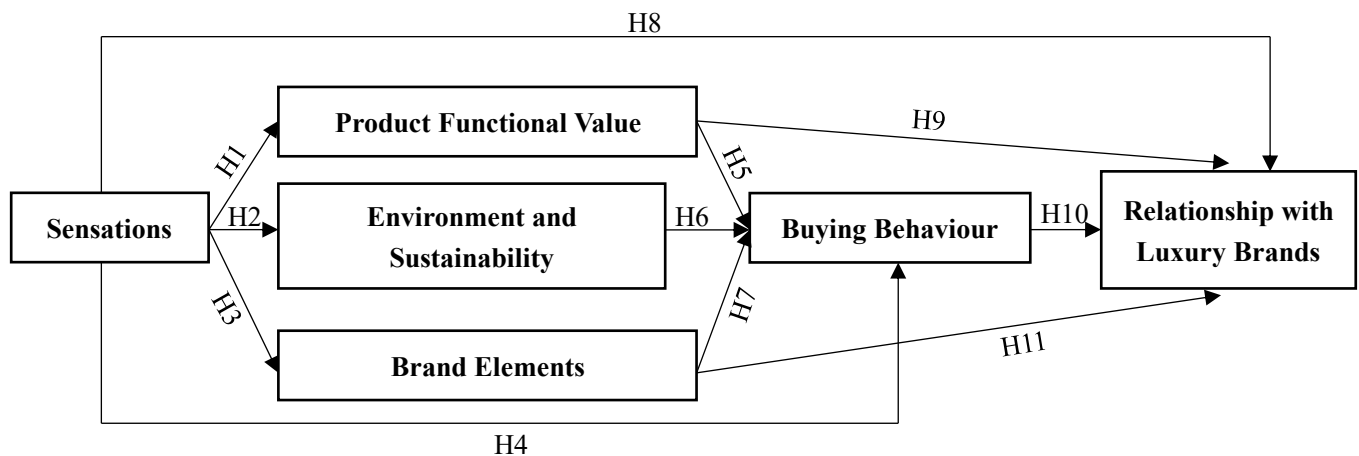 H8
Product Functional Value
H9
H1
H5
Sensations
H2
Environment and
Sustainability
H6
Buying Behaviour
H10
Relationship with
Luxury Brands
H3
H7
Brand Elements
H11
H4